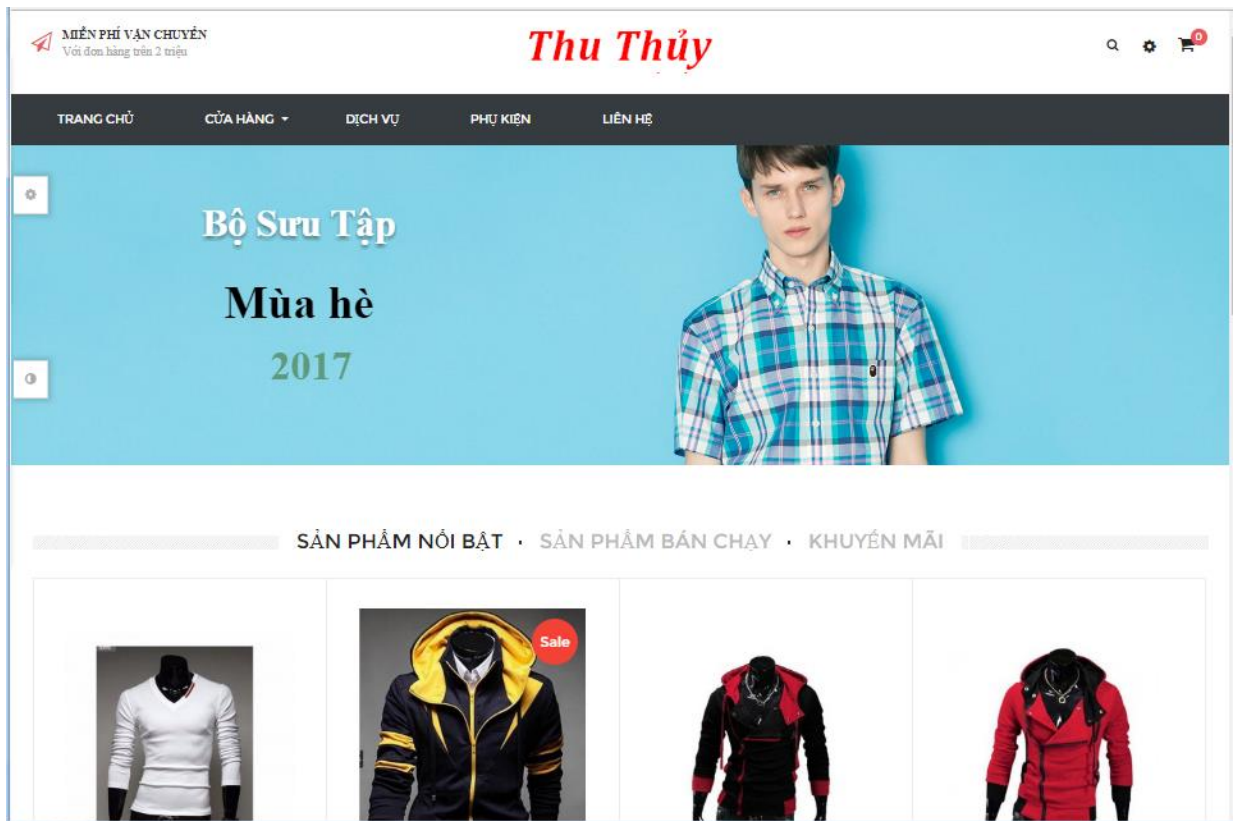 MIỄN PHÍ VẬN CHUYỂN
Với đơn hàng trên 2 triệu
Thu Thủy
0
TRANG CHỦ CỬA HÀNG DỊCH VỤ PHỤ KIỆN LIÊN HỆ
Bộ Sưu Tập
Mùa hè
2017
SẢN PHẨM NỔI BẬT · SẢN PHẨM BÁN CHẠY · KHUYẾN MÃI
Sale